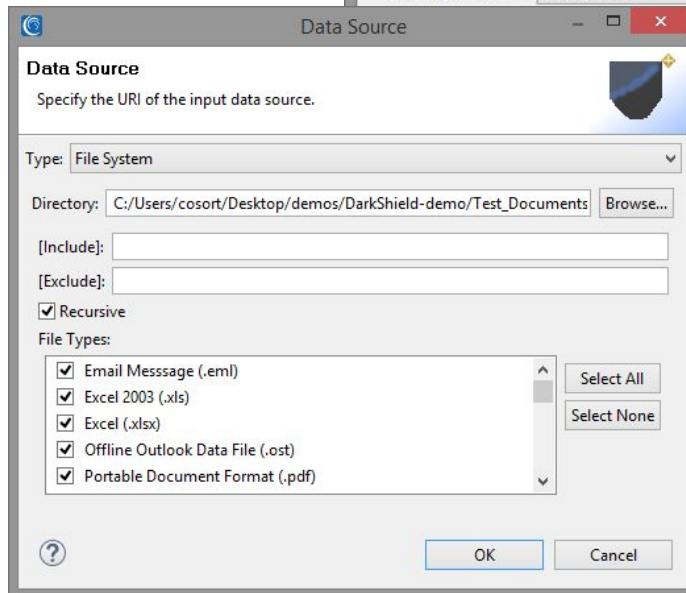 Data Source
Data Source
Specify the URI of the input data source.
Type: File System
Directory: C:/Users/cosort/Desktop/demos/DarkShield-demo/Test_Documents Browse...
[Include]:
[Exclude]:
Recursive
File Types:
Email Messsage (.eml)
Excel 2003 (.xls)
Excel (.xlsx)
Offline Outlook Data File (.ost)
Portable Document Format (.pdf)
Select All
Select None
OK Cancel